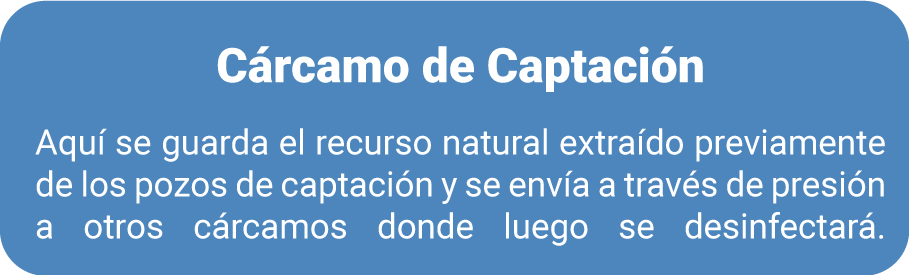 Cárcamo de Captación
Aquí se guarda el recurso natural extraído previamente
de los pozos de captación y se envía a través de presión
a otros cárcamos donde luego se desinfectará.